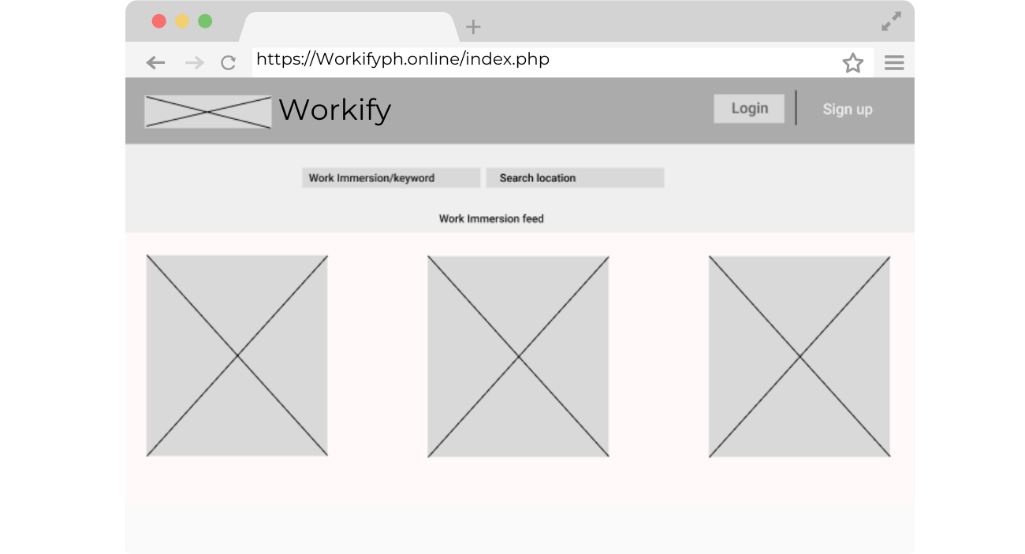 https://Workifyph.online/index.php
Workify
Login
Sign up
Work Immersion/keyword
Search location
Work Immersion feed